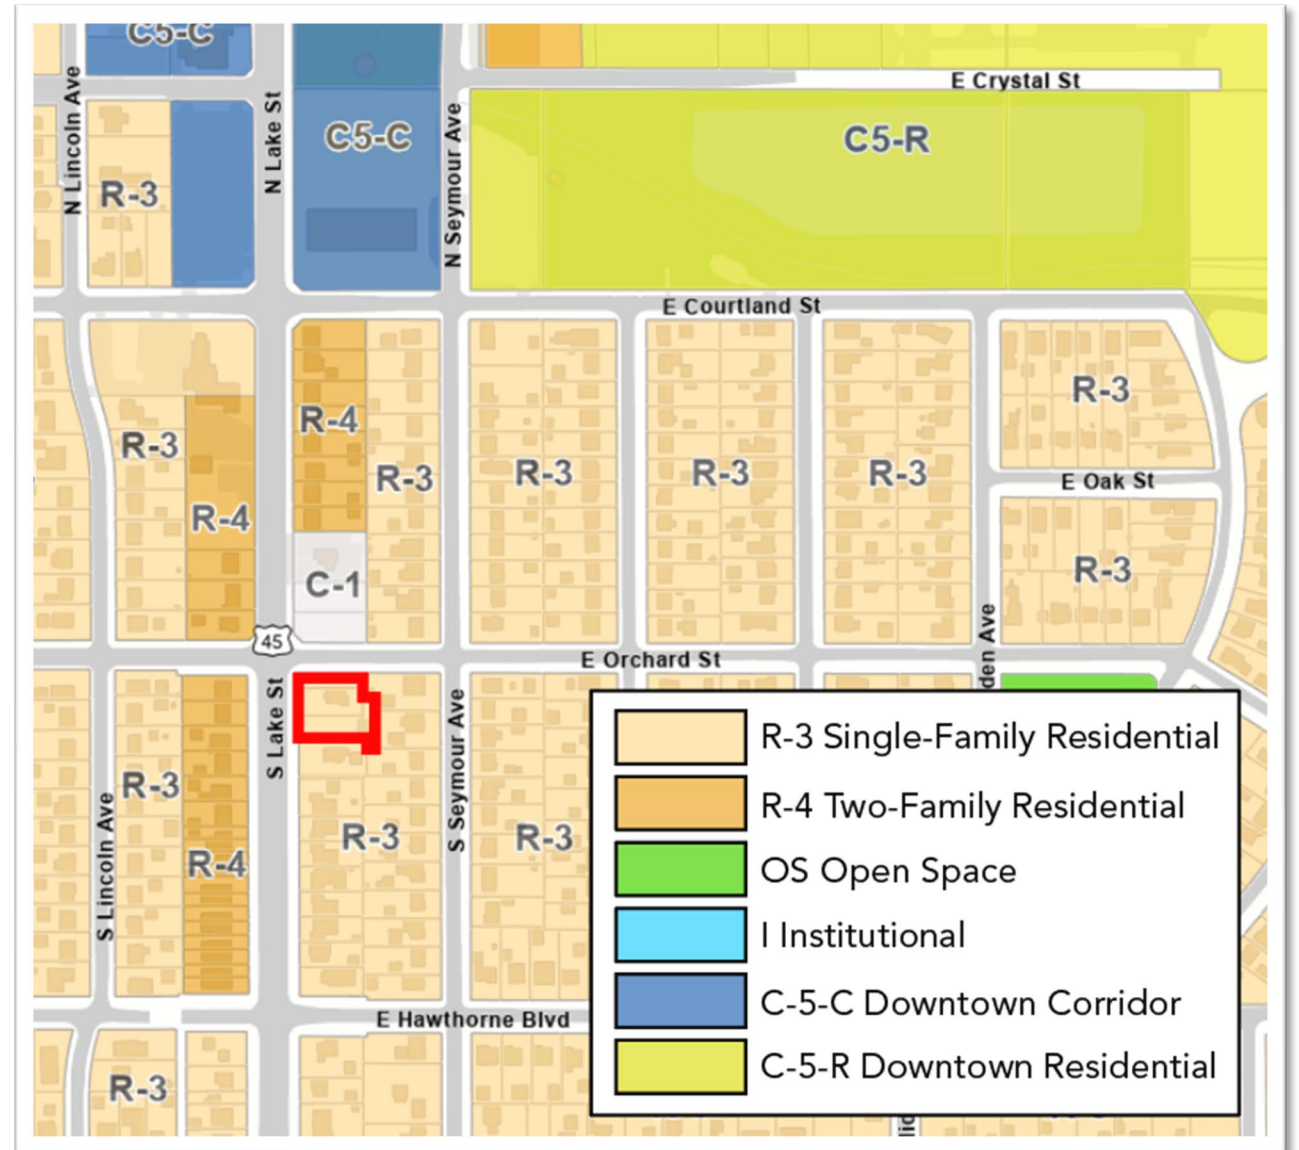 C5-C
E Crystal St
N Lincoln Ave
N Lake St
C5-C
N Seymour Ave
C5-R
R-3
E Courtland St
R-3
R-4
R-3
R-4
R-3
R-3
R-3
R-3
E Oak St
R-4
C-1
R-3
45
E Orchard St
den Ave
S Lake St
S Seymour Ave
R-3
R-4
S Lincoln Ave
R-3
R-3
E Hawthorne Blvd
R-3
R-3 Single-Family Residential
R-4 Two-Family Residential
OS Open Space
I Institutional
C-5-C Downtown Corridor
C-5-R Downtown Residential